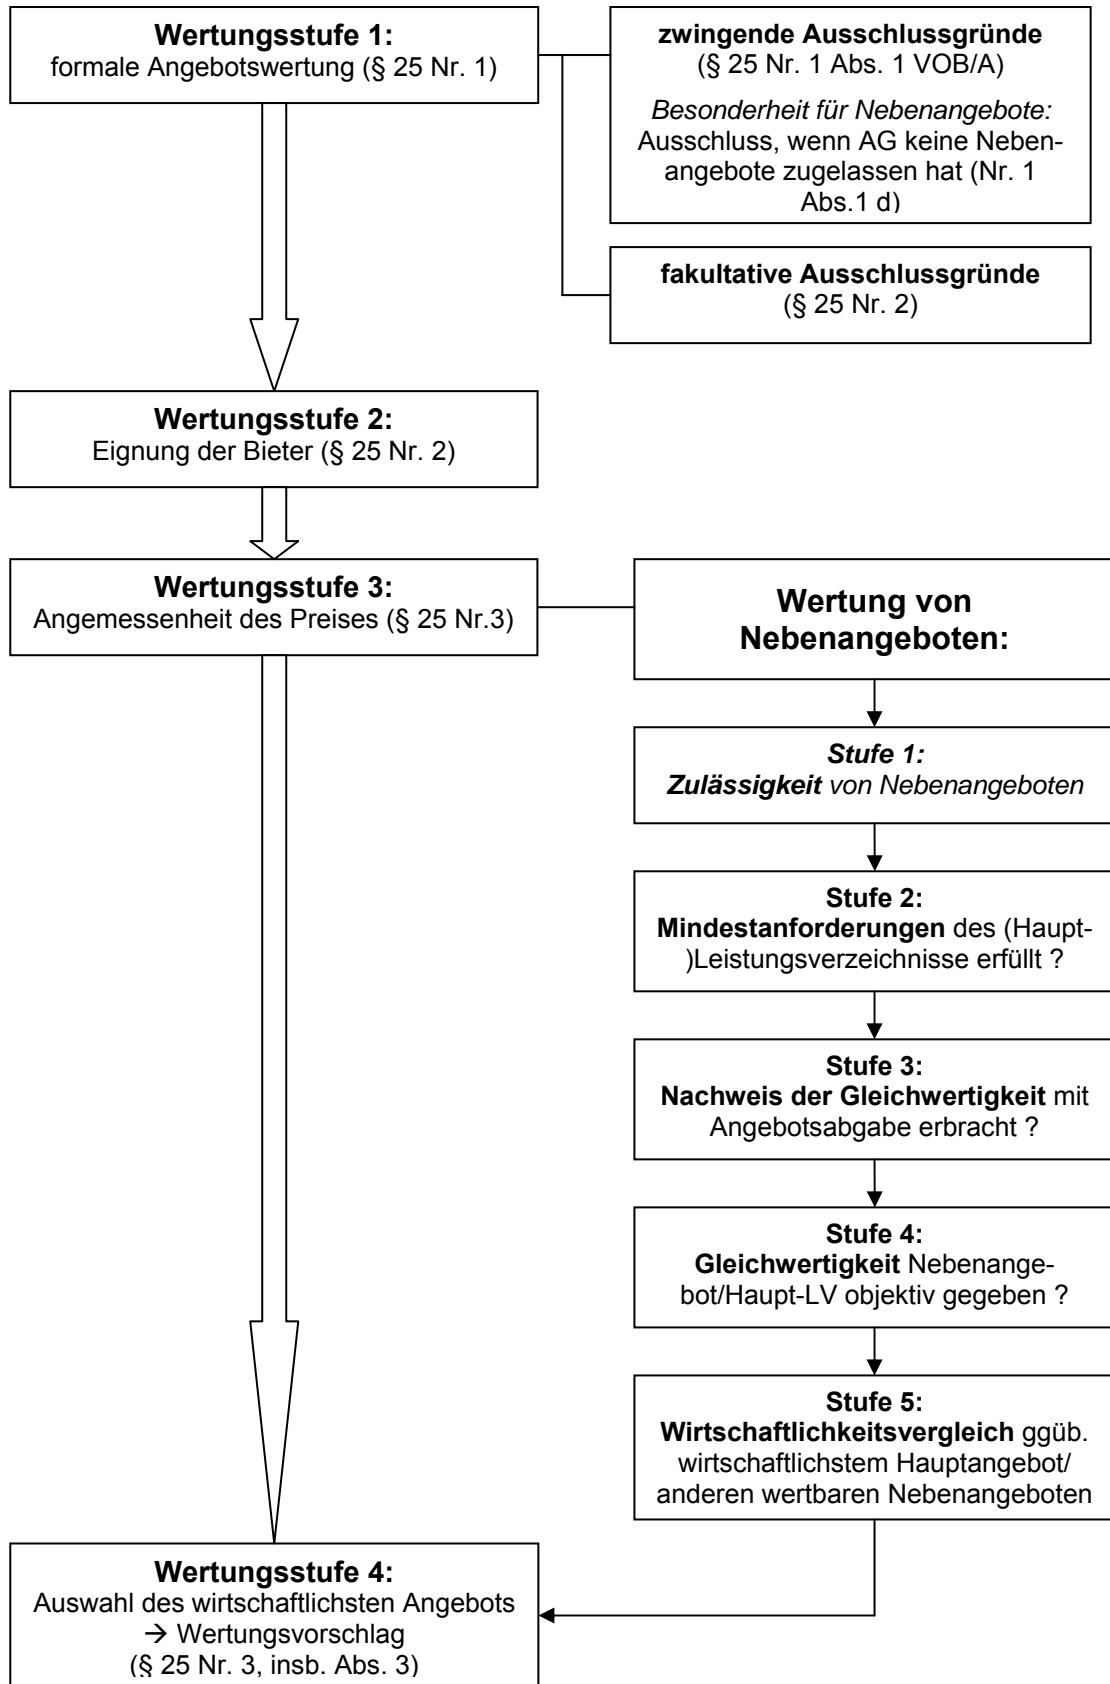 Wertungsstufe 1:
formale Angebotswertung (§ 25 Nr. 1)
zwingende Ausschlussgründe
(§ 25 Nr. 1 Abs. 1 VOB/A)
Besonderheit für Nebenangebote:
Ausschluss, wenn AG keine Neben-
angebote zugelassen hat (Nr. 1
Abs.1 d)
fakultative Ausschlussgründe
(§ 25 Nr. 2)
Wertungsstufe 2:
Eignung der Bieter (§ 25 Nr. 2)
Wertungsstufe 3:
Angemessenheit des Preises (§ 25 Nr.3)
Wertung von
Nebenangeboten:
Stufe 1:
Zulässigkeit von Nebenangeboten
Stufe 2:
Mindestanforderungen des (Haupt-
)Leistungsverzeichnisse erfüllt ?
Stufe 3:
Nachweis der Gleichwertigkeit mit
Angebotsabgabe erbracht ?
Stufe 4:
Gleichwertigkeit Nebenange-
bot/Haupt-LV objektiv gegeben ?
Stufe 5:
Wirtschaftlichkeitsvergleich ggüb.
wirtschaftlichstem Hauptangebot/
anderen wertbaren Nebenangeboten
Wertungsstufe 4:
Auswahl des wirtschaftlichsten Angebots
→ Wertungsvorschlag
(§ 25 Nr. 3, insb. Abs. 3)